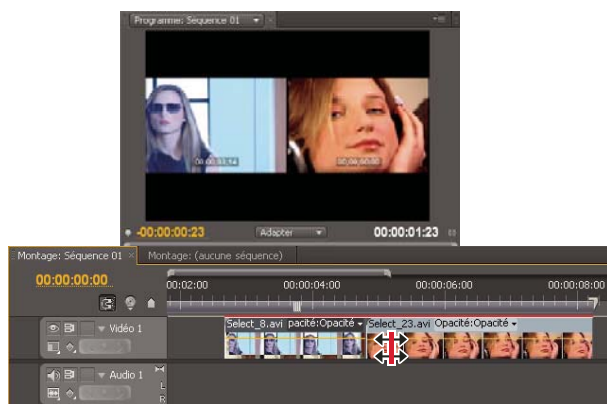 Programme: Séquence 01
00;00;03;14 00;00;00;00
-00:00:00:23 Adapter 00:00:01:23
Montage: Séquence 01 × Montage: (aucune séquence)
00:00:00:00 00:02:00 00:00:04:00 00:00:06:00 00:00:08:00
Select_8.avi pacité:Opacité Select_23.avi Opacité:Opacité
Vidéo 1
Audio 1
L
R